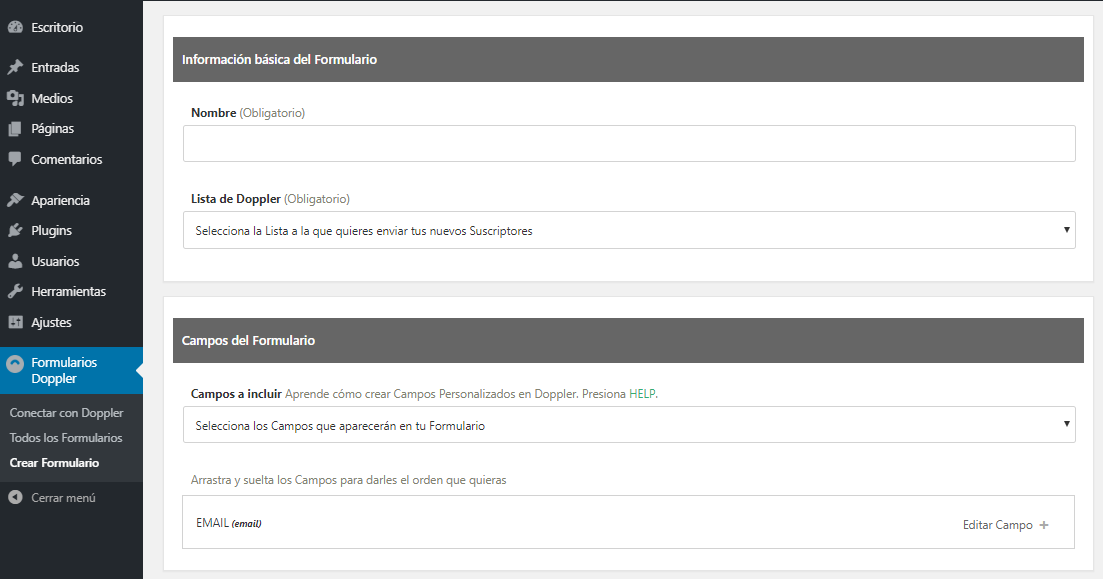 Escritorio
Entradas
Medios
Páginas
Comentarios
Apariencia
Plugins
Usuarios
Herramientas
Ajustes
Formularios
Doppler
Conectar con Doppler
Todos los Formularios
Crear Formulario
Cerrar menú
Información básica del Formulario
Nombre (Obligatorio)
Lista de Doppler (Obligatorio)
Selecciona la Lista a la que quieres enviar tus nuevos Suscriptores
Campos del Formulario
Campos a incluir Aprende cómo crear Campos Personalizados en Doppler. Presiona HELP.
Selecciona los Campos que aparecerán en tu Formulario
Arrastra y suelta los Campos para darles el orden que quieras
EMAIL (email)
Editar Campo +